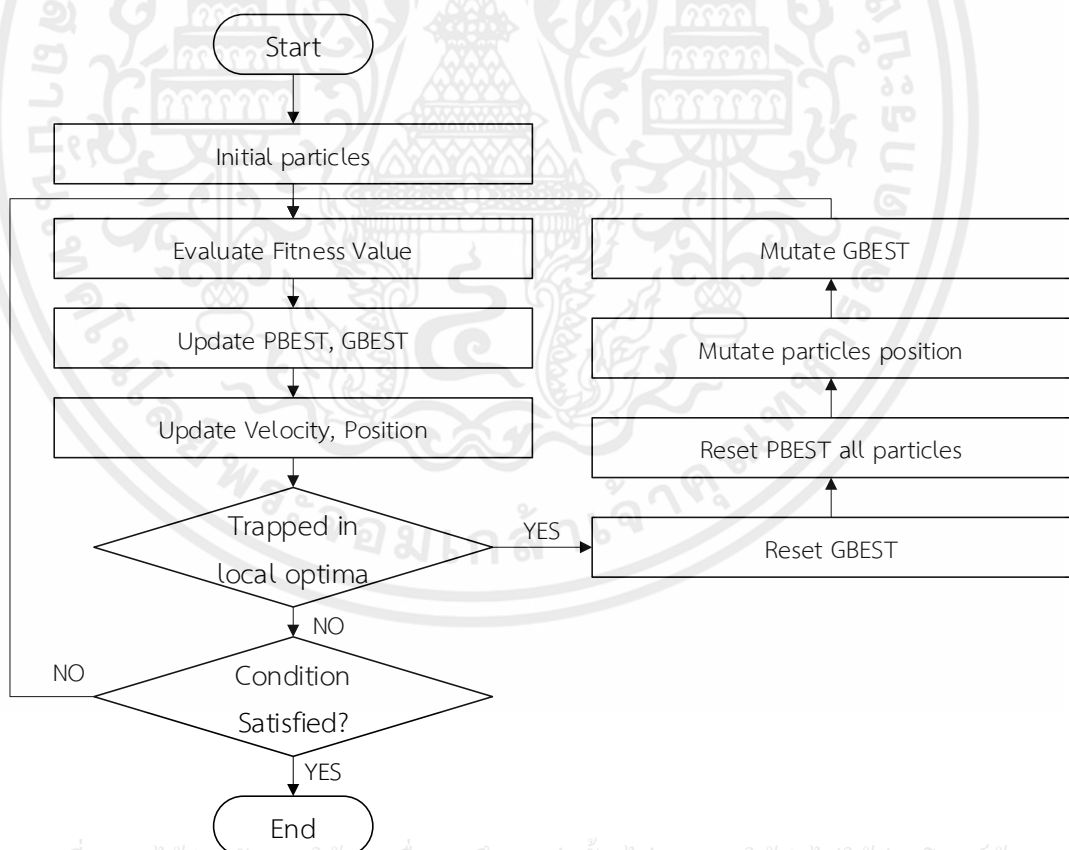 Start
Initial particles
Evaluate Fitness Value
Update PBEST, GBEST
Update Velocity, Position
Trapped in
local optima
YES
NO
Condition
Satisfied?
NO
YES
End
Mutate GBEST
Mutate particles position
Reset PBEST all particles
Reset GBEST